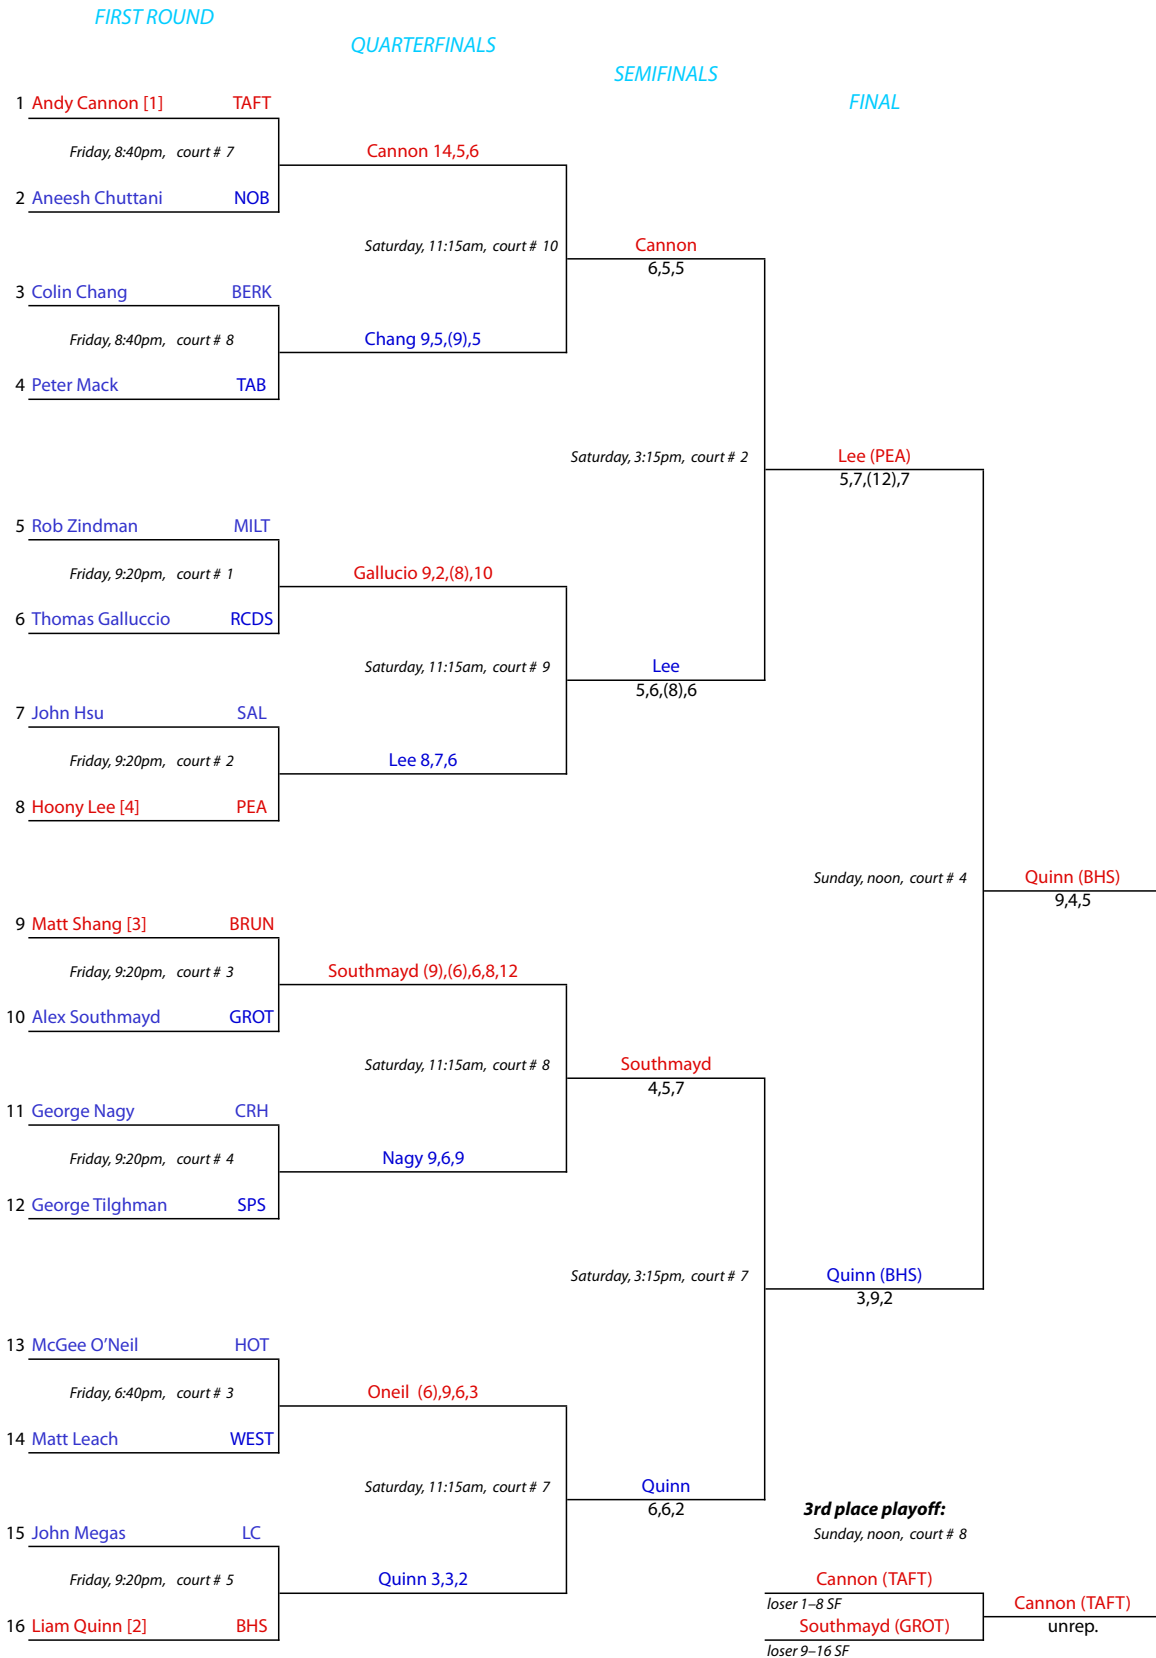 FIRST ROUND
QUARTERFINALS
SEMIFINALS
FINAL
1 Andy Cannon [1] TAFT
Friday, 8:40pm, court # 7
Cannon 14,5,6
2 Aneesh Chuttani NOB
Saturday, 11:15am, court # 10
Cannon
6,5,5
3 Colin Chang BERK
Friday, 8:40pm, court # 8
Chang 9,5,(9),5
4 Peter Mack TAB
Saturday, 3:15pm, court # 2
Lee (PEA)
5,7,(12),7
5 Rob Zindman MILT
Friday, 9:20pm, court # 1
Gallucio 9,2,(8),10
6 Thomas Galluccio RCDS
Saturday, 11:15am, court # 9
Lee
5,6,(8),6
7 John Hsu SAL
Friday, 9:20pm, court # 2
Lee 8,7,6
8 Hoony Lee [4] PEA
Sunday, noon, court # 4
Quinn (BHS)
9,4,5
9 Matt Shang [3] BRUN
Friday, 9:20pm, court # 3
Southmayd (9),(6),6,8,12
10 Alex Southmayd GROT
Saturday, 11:15am, court # 8
Southmayd
4,5,7
11 George Nagy CRH
Friday, 9:20pm, court # 4
Nagy 9,6,9
12 George Tilghman SPS
Saturday, 3:15pm, court # 7
Quinn (BHS)
3,9,2
13 McGee O’Neil HOT
Friday, 6:40pm, court # 3
Oneil (6),9,6,3
14 Matt Leach WEST
Saturday, 11:15am, court # 7
Quinn
6,6,2
15 John Megas LC
Friday, 9:20pm, court # 5
Quinn 3,3,2
16 Liam Quinn [2] BHS
3rd place playoff:
Sunday, noon, court # 8
Cannon (TAFT)
loser 1–8 SF
Cannon (TAFT)
unrep.
Southmayd (GROT)
loser 9–16 SF